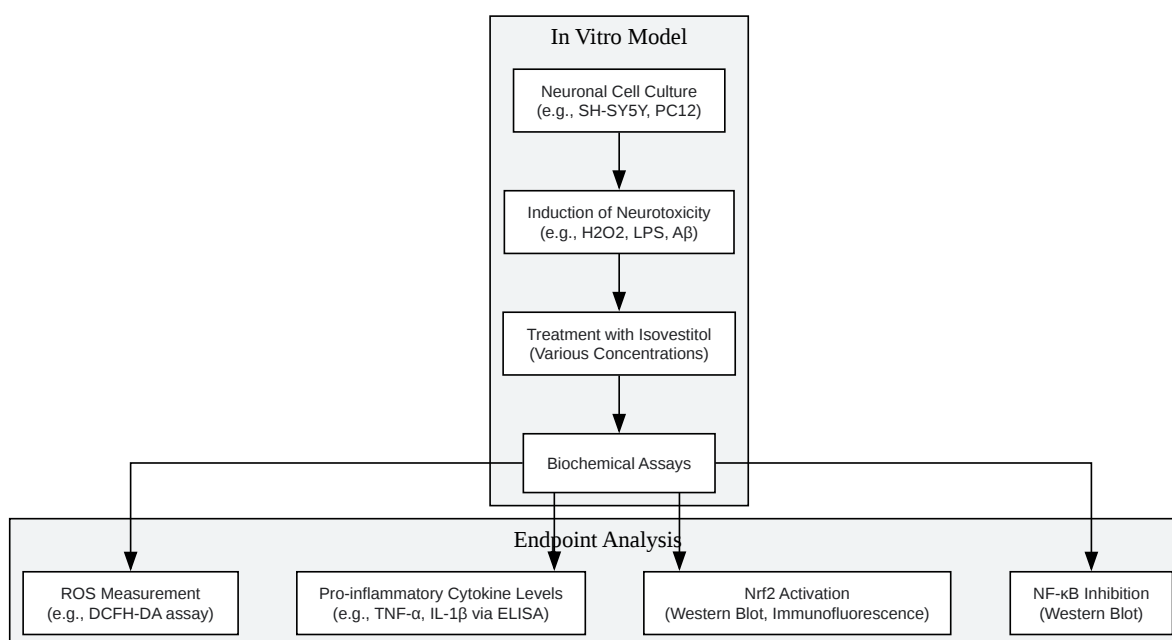 In Vitro Model
Neuronal Cell Culture
(e.g., SH-SY5Y, PC12)
Induction of Neurotoxicity
(e.g., H2O2, LPS, Aβ)
Treatment with Isovestitol
(Various Concentrations)
Biochemical Assays
Endpoint Analysis
ROS Measurement
(e.g., DCFH-DA assay)
Pro-inflammatory Cytokine Levels
(e.g., TNF-α, IL-1β via ELISA)
Nrf2 Activation
(Western Blot, Immunofluorescence)
NF-κB Inhibition
(Western Blot)